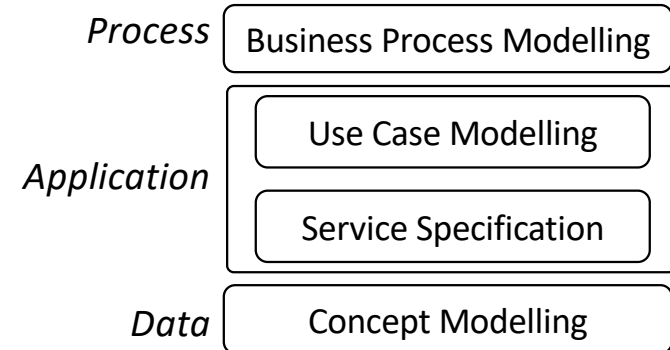 Process
Business Process Modelling
Use Case Modelling
Application
Service Specification
Data
Concept Modelling